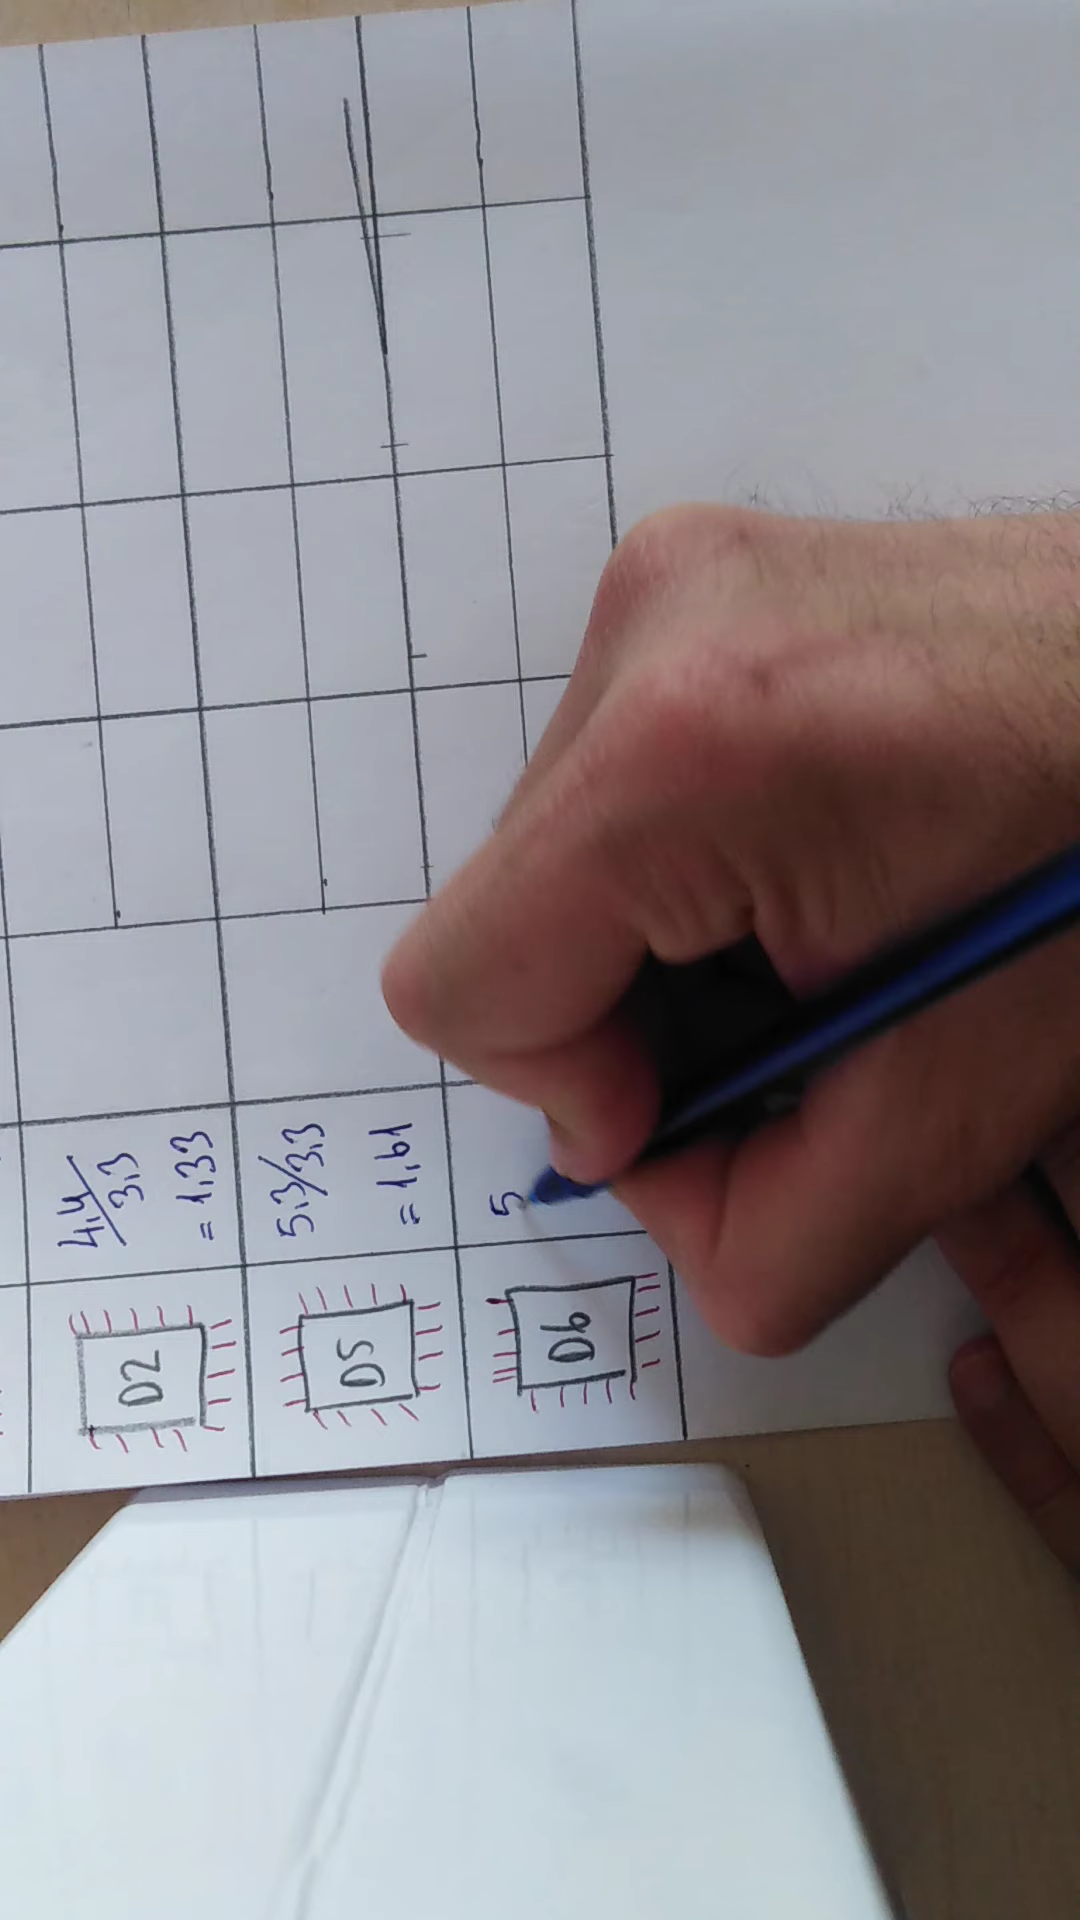 D2
4.4/3.3
= 1.33
D5
5.3/3.3
= 1.61
D6
5